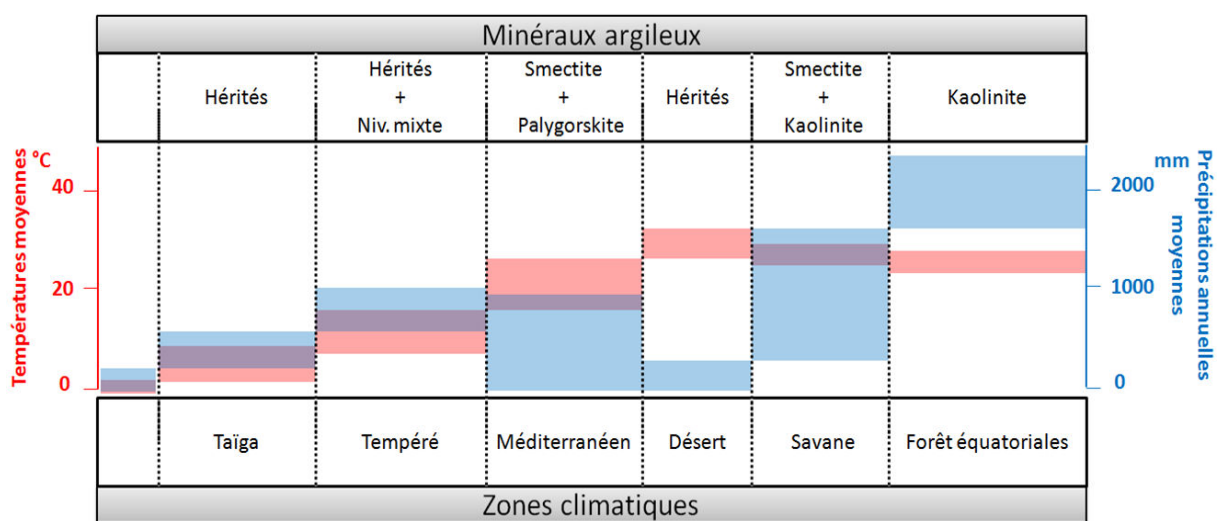 Minéraux argileux
Hérités
Hérités
+
Niv. mixte
Smectite
+
Palygorskite
Hérités
Smectite
+
Kaolinite
Kaolinite
Températures moyennes
°C
40
20
0
mm
2000
1000
0
Précipitations annuelles
moyennes
Taïga
Tempéré
Méditerranéen
Désert
Savane
Forêt équatoriales
Zones climatiques